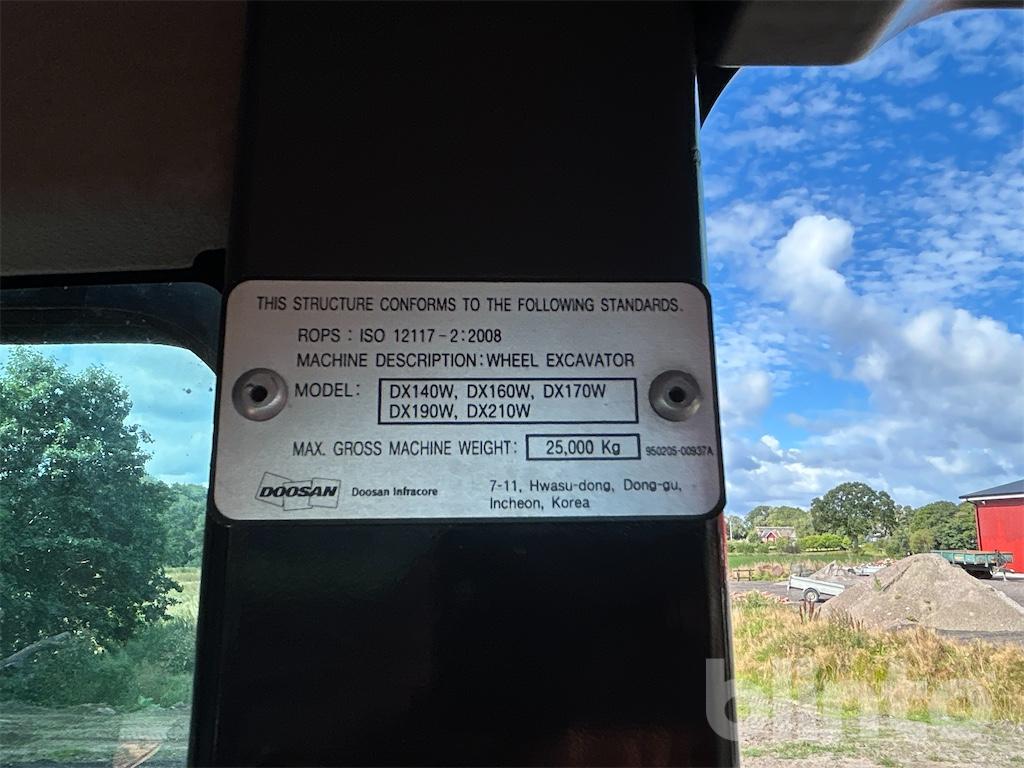 THIS STRUCTURE CONFORMS TO THE FOLLOWING STANDARDS.
ROPS : ISO 12117-2:2008
MACHINE DESCRIPTION: WHEEL EXCAVATOR
MODEL: DX140W, DX160W, DX170W
DX190W, DX210W
MAX. GROSS MACHINE WEIGHT: 25,000 Kg 950205-00937A
DOOSAN Doosan Infracore 7-11, Hwasu-dong, Dong-gu,
Incheon, Korea
blinto